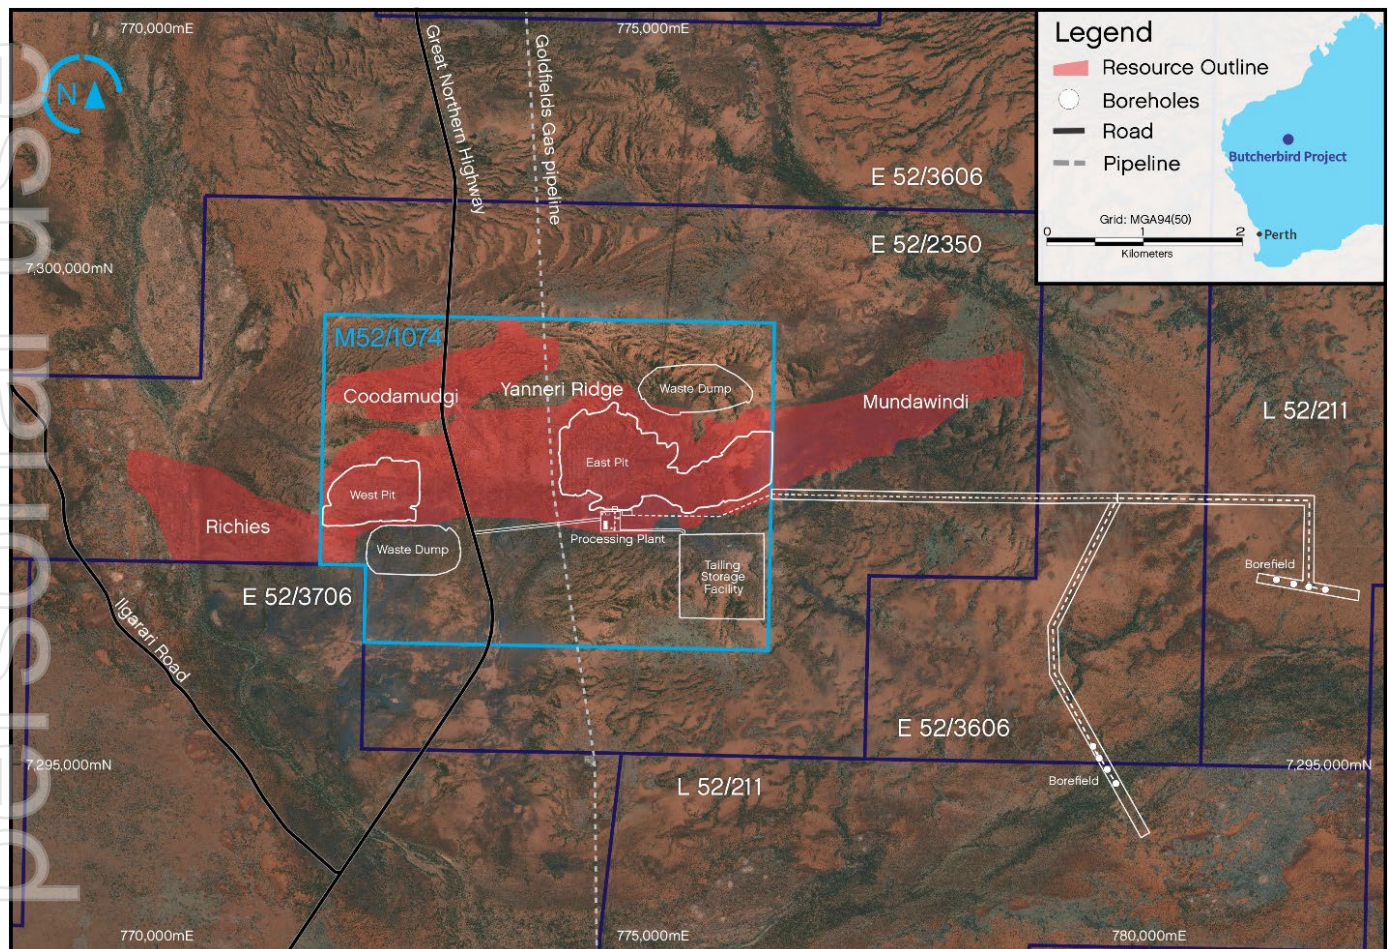 770,000mE
775,000mE
N
Great Northern Highway
Goldfields Gas pipeline
Legend
Resource Outline
Boreholes
Road
Pipeline
Butcherbird Project
Grid: MGA94(50)
0 1 2
Kilometers
Perth
E 52/3606
E 52/2350
7,300,000mN
M52/1074
Coodamudgi
Yanneri Ridge
Waste Dump
Mundawindi
L 52/211
East Pit
West Pit
Richies
Processing Plant
Waste Dump
Tailing
Storage
Facility
Borefield
E 52/3706
Ilgarari Road
E 52/3606
7,295,000mN
7,295,000mN
L 52/211
Borefield
770,000mE
775,000mE
780,000mE
personal use